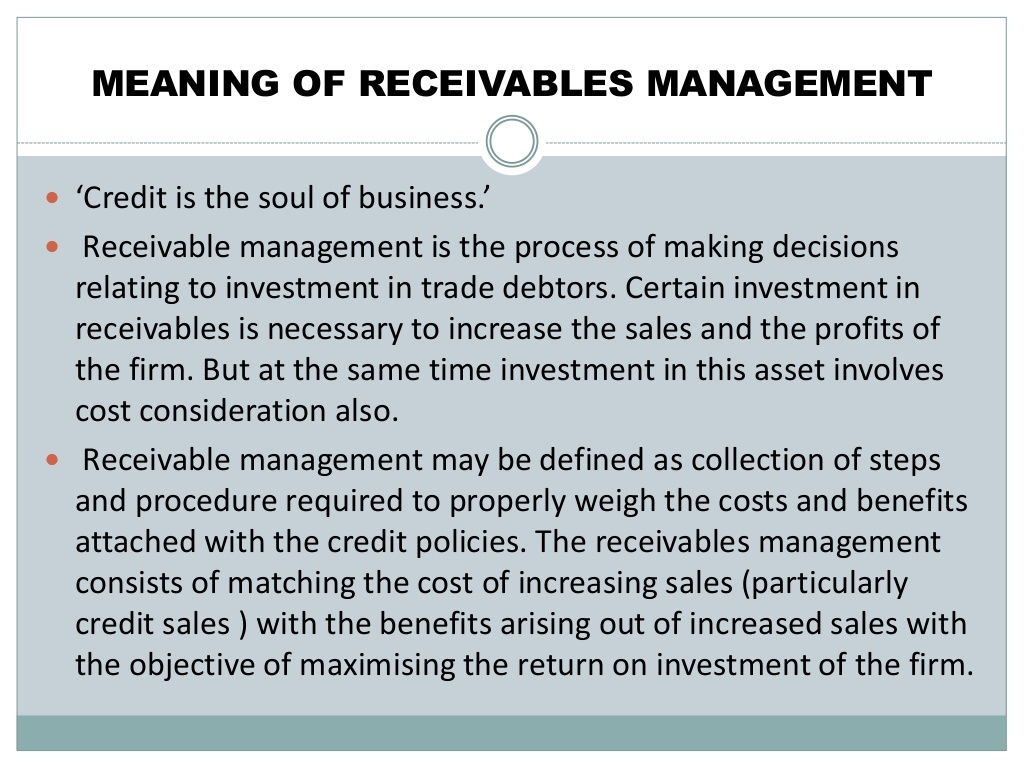 MEANING OF RECEIVABLES MANAGEMENT
• ‘Credit is the soul of business.’
• Receivable management is the process of making decisions
relating to investment in trade debtors. Certain investment in
receivables is necessary to increase the sales and the profits of
the firm. But at the same time investment in this asset involves
cost consideration also.
• Receivable management may be defined as collection of steps
and procedure required to properly weigh the costs and benefits
attached with the credit policies. The receivables management
consists of matching the cost of increasing sales (particularly
credit sales ) with the benefits arising out of increased sales with
the objective of maximising the return on investment of the firm.